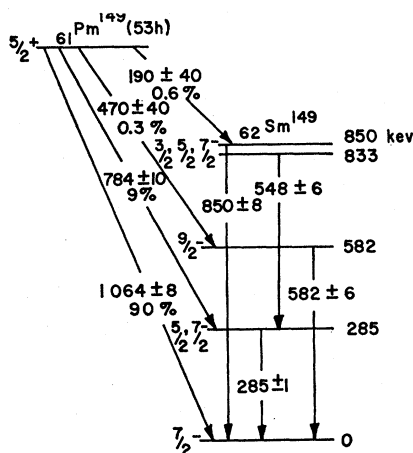 5/2+ 61Pm149 (53h)
190 ± 40
0.6 %
470 ± 40
0.3 %
62Sm149
850 kev
3/2, 5/2, 7/2-
833
784 ± 10
9 %
850 ± 8
548 ± 6
9/2-
582
1064 ± 8
90 %
582 ± 6
5/2, 7/2-
285
285 ± 1
7/2-
0